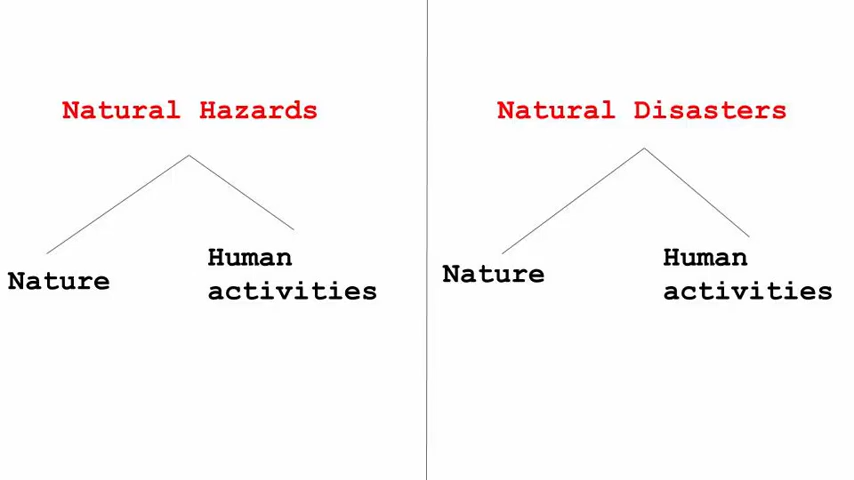 Natural Hazards
Nature
Human
activities
Natural Disasters
Nature
Human
activities